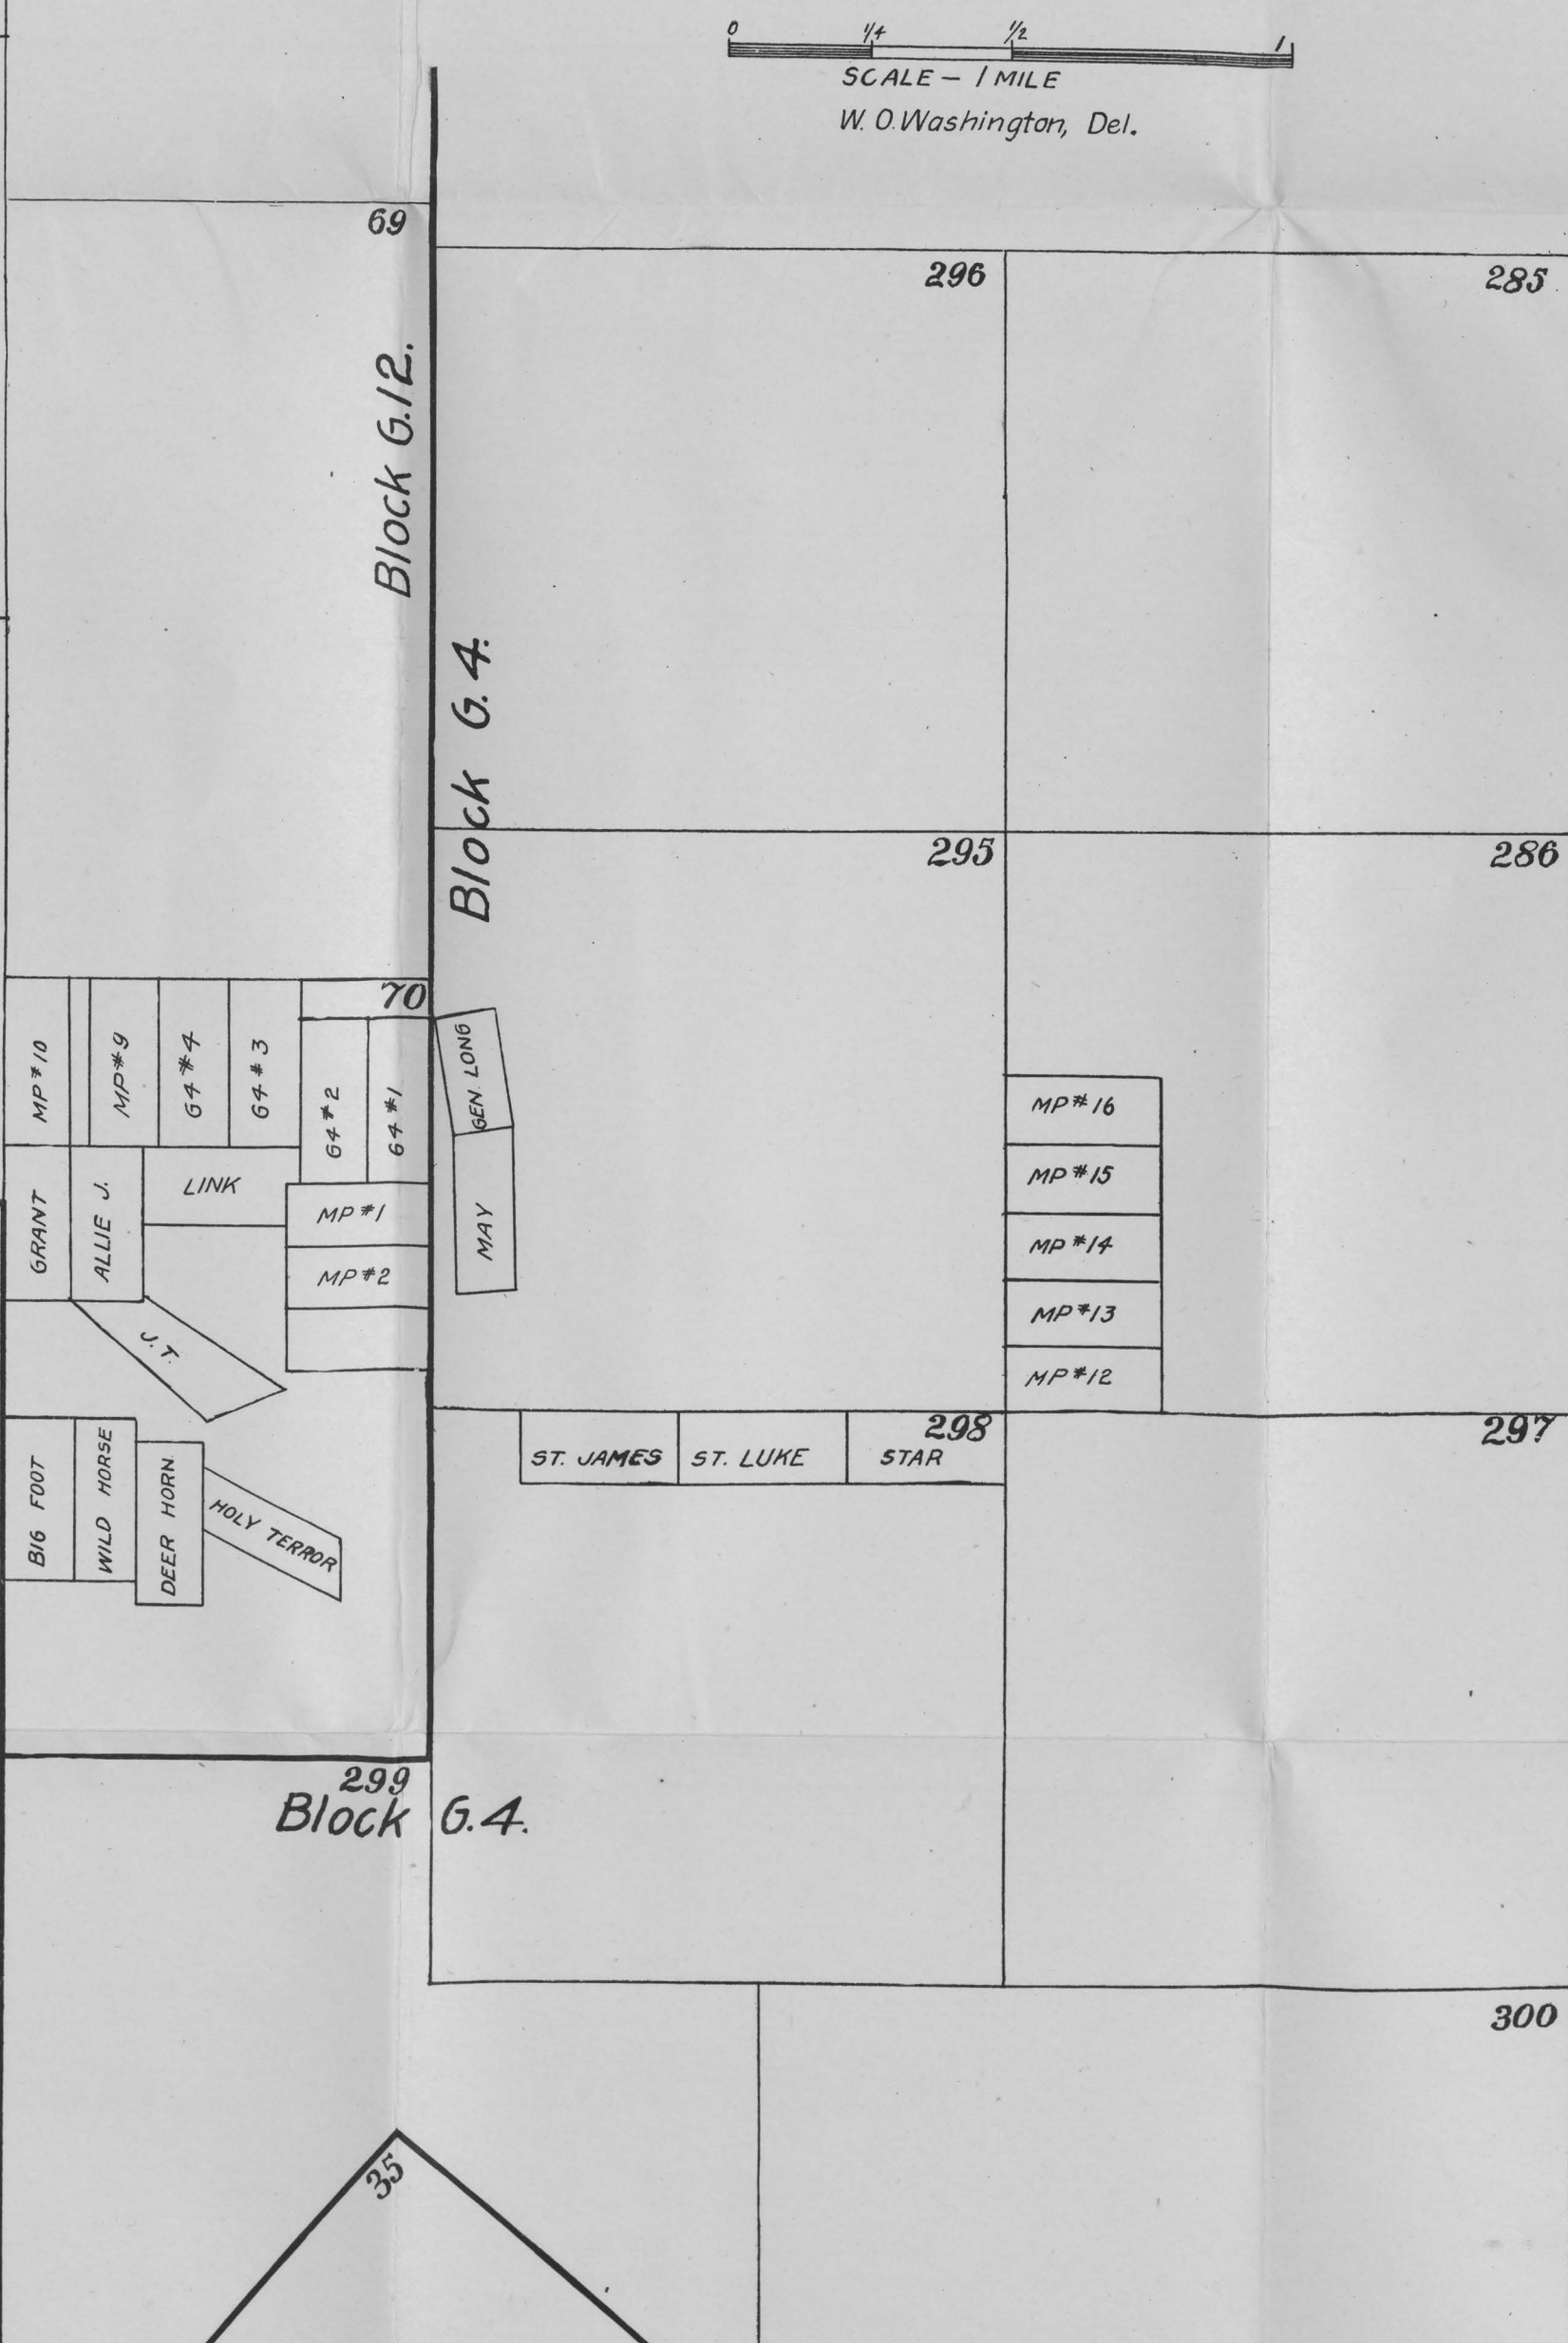 0 1/4 1/2 1
SCALE – 1 MILE
W. O. Washington, Del.
69
296
285
Block G.12.
Block G.4.
295
286
70
MP#10
MP#9
G4#4
G4#3
G4#2
G4#1
GEN. LONG
MAY
GRANT
ALLIE J.
LINK
MP#1
MP#2
J.T.
MP#16
MP#15
MP#14
MP#13
MP#12
BIG FOOT
WILD HORSE
DEER HORN
HOLY TERROR
298
297
ST. JAMES
ST. LUKE
STAR
299
Block G.4.
300
35